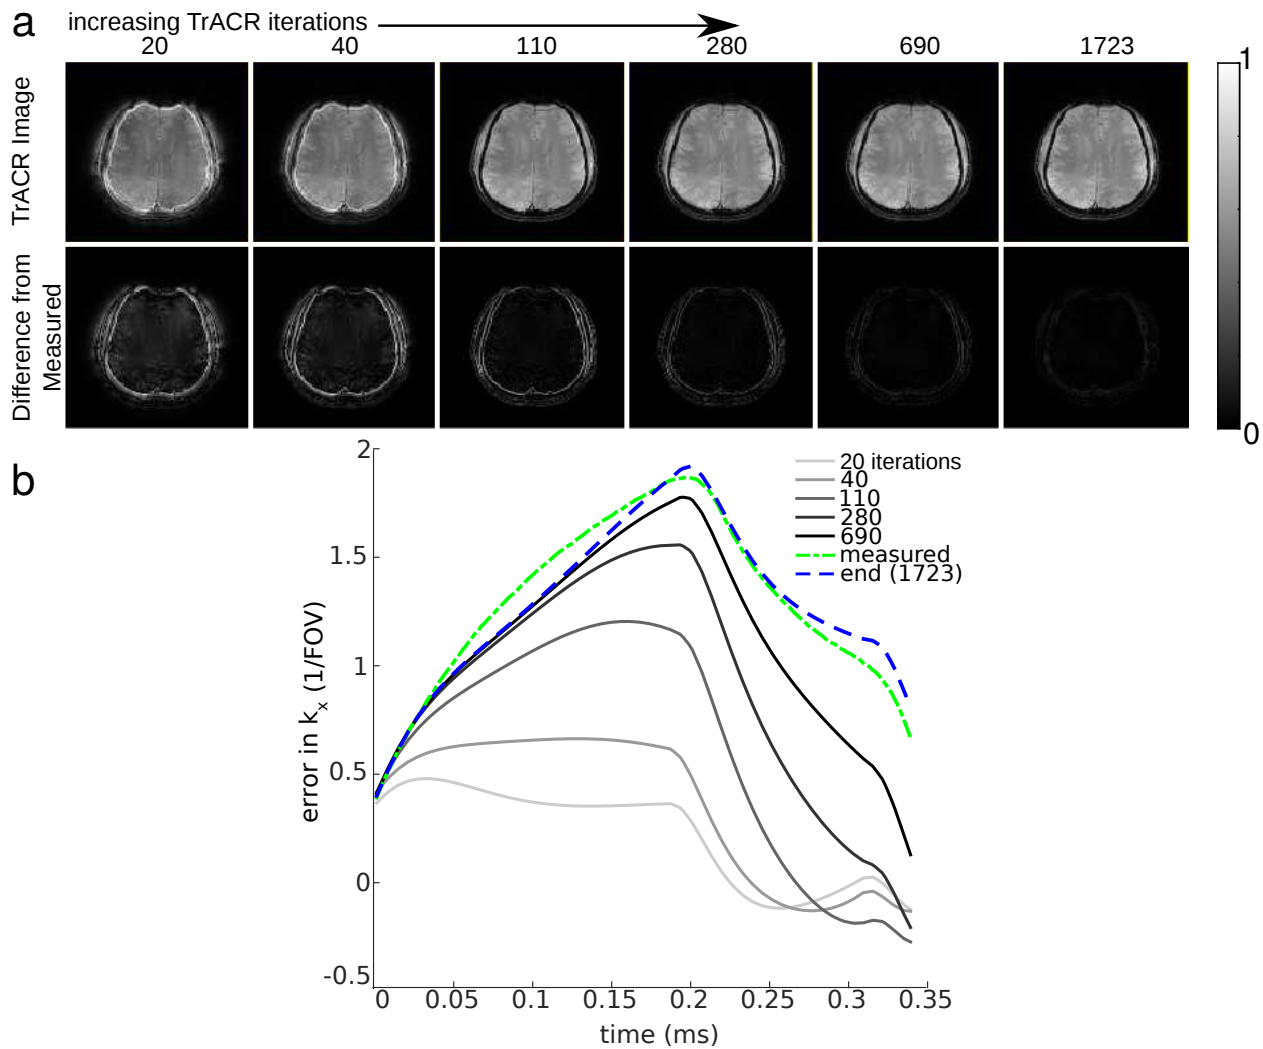 a
increasing TrACR iterations
20 40 110 280 690 1723
TrACR Image
Difference from
Measured
1
0
b
2
1.5
1
0.5
0
-0.5
error in kx (1/FOV)
20 iterations
40
110
280
690
measured
end (1723)
0 0.05 0.1 0.15 0.2 0.25 0.3 0.35
time (ms)